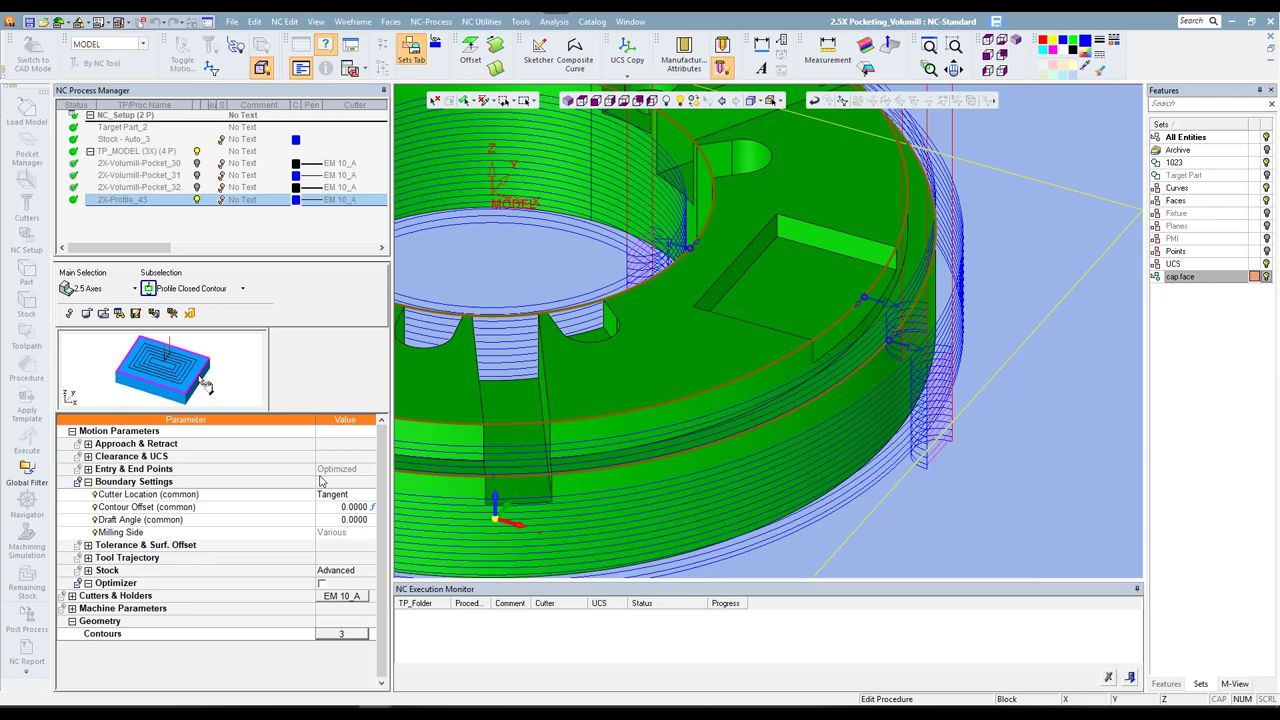 File Edit NC Edit View Wireframe Faces NC-Process NC Utilities Tools Analysis Catalog Window
2.5X Pocketing_Volumill : NC-Standard
Search
Switch to CAD Mode
MODEL
By NC Tool
Toggle Motion...
Sets Tab
Offset
Sketcher
Composite Curve
UCS Copy
Manufactur... Attributes
Measurement
NC Process Manager
Status TP/Proc Name S Comment C Pen Cutter
NC_Setup (2 P) No Text
Target Part_2 No Text
Stock - Auto_3 No Text
TP_MODEL (3X) (4 P) No Text
2X-Volumill-Pocket_30 No Text EM 10_A
2X-Volumill-Pocket_31 No Text EM 10_A
2X-Volumill-Pocket_32 No Text EM 10_A
2X-Profile_43 No Text EM 10_A
Load Model
Pocket Manager
Cutters
NC Setup
Part
Stock
Toolpath
Procedure
Apply Template
Execute
Global Filter
Machining Simulation
Remaining Stock
Post Process
NC Report
Main Selection
Subselection
2.5 Axes
Profile Closed Contour
Parameter Value
Motion Parameters
Approach & Retract
Clearance & UCS
Entry & End Points Optimized
Boundary Settings
Cutter Location (common) Tangent
Contour Offset (common) 0.0000 f
Draft Angle (common) 0.0000
Milling Side Various
Tolerance & Surf. Offset
Tool Trajectory
Stock Advanced
Optimizer
Cutters & Holders EM 10_A
Machine Parameters
Geometry
Contours 3
Z
Y
X
MODEL
NC Execution Monitor
TP_Folder Proced... Comment Cutter UCS Status Progress
Features
Search
Sets
All Entities
Archive
1023
Target Part
Curves
Faces
Fixture
Planes
PMI
Points
UCS
cap face
Features Sets M-View
Edit Procedure Block X Y Z CAP NUM SCRL